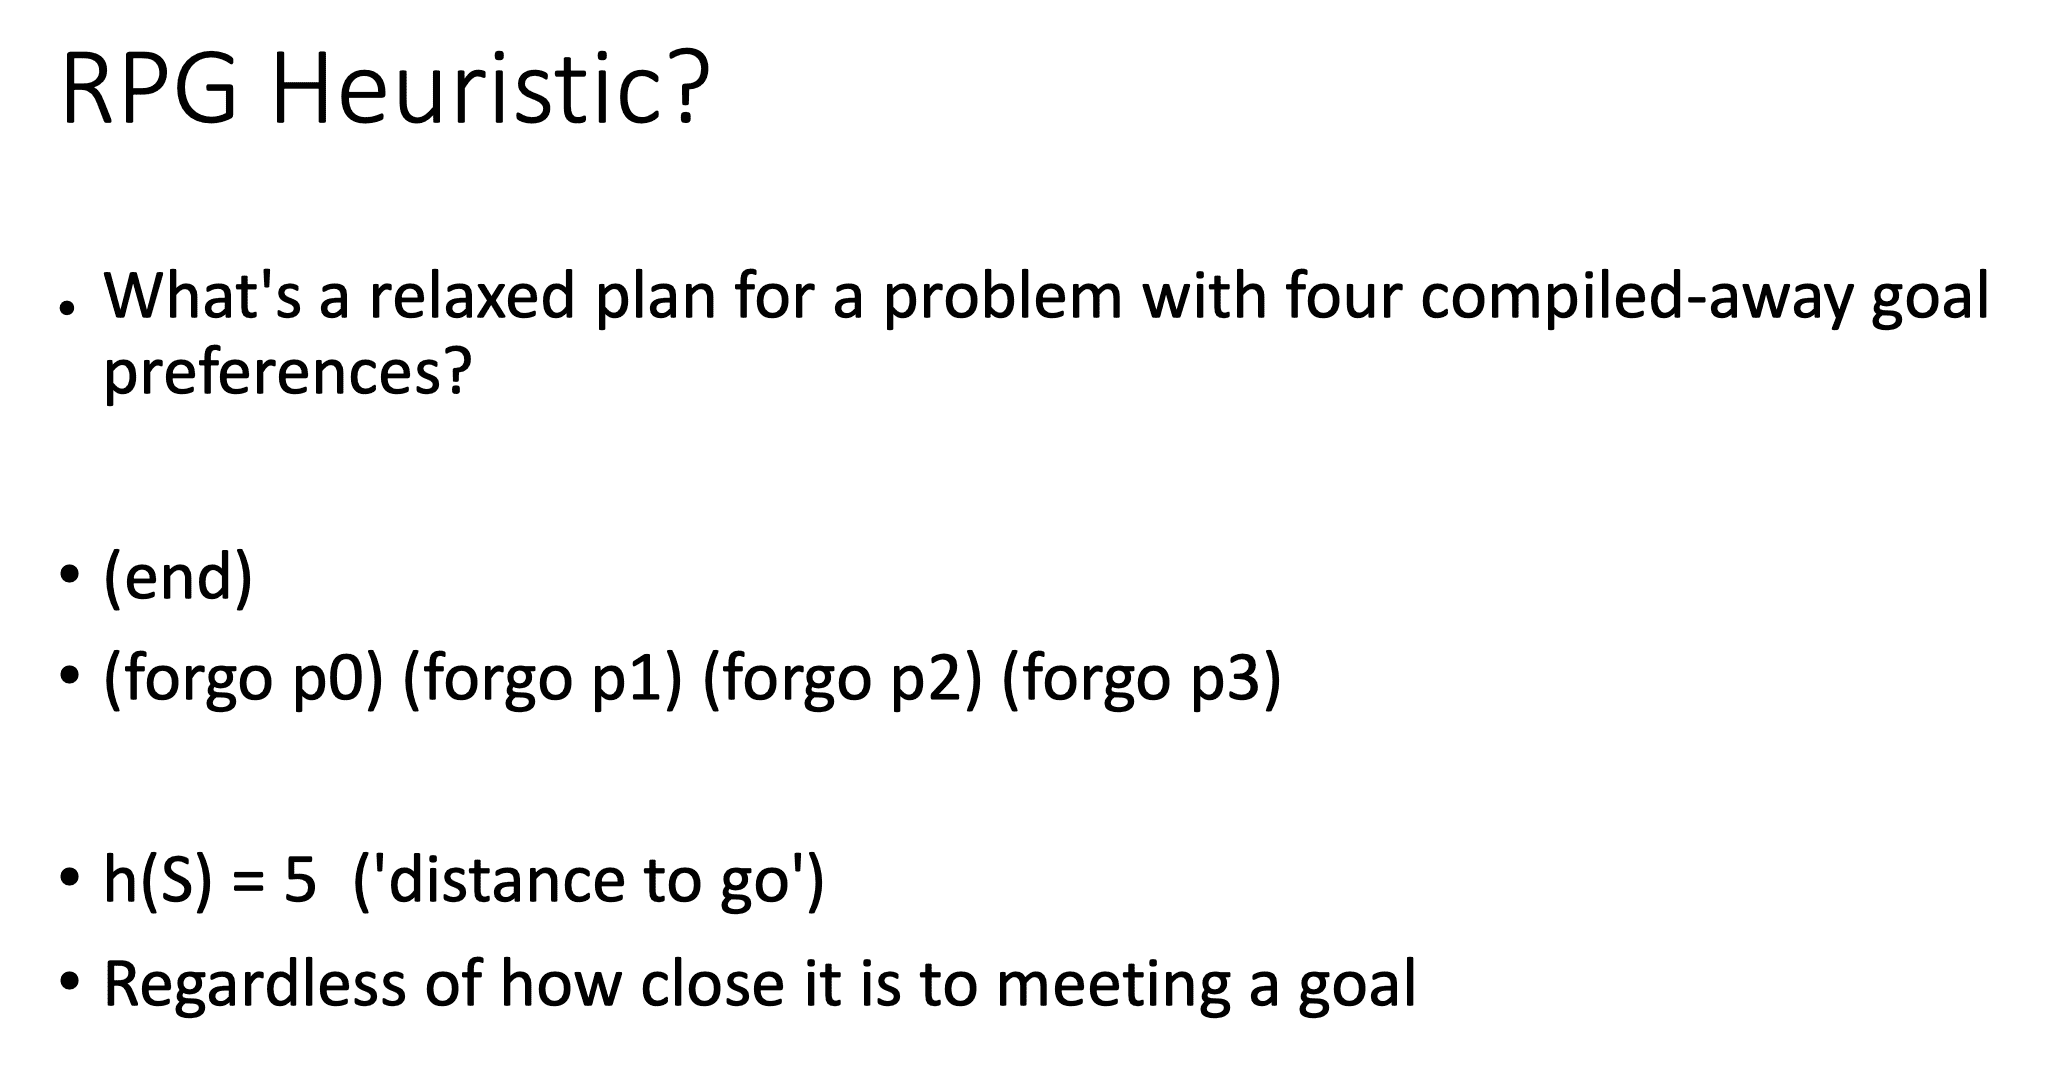 RPG Heuristic?
• What's a relaxed plan for a problem with four compiled-away goal
preferences?
• (end)
• (forgo p0) (forgo p1) (forgo p2) (forgo p3)
• h(S) = 5  ('distance to go')
• Regardless of how close it is to meeting a goal